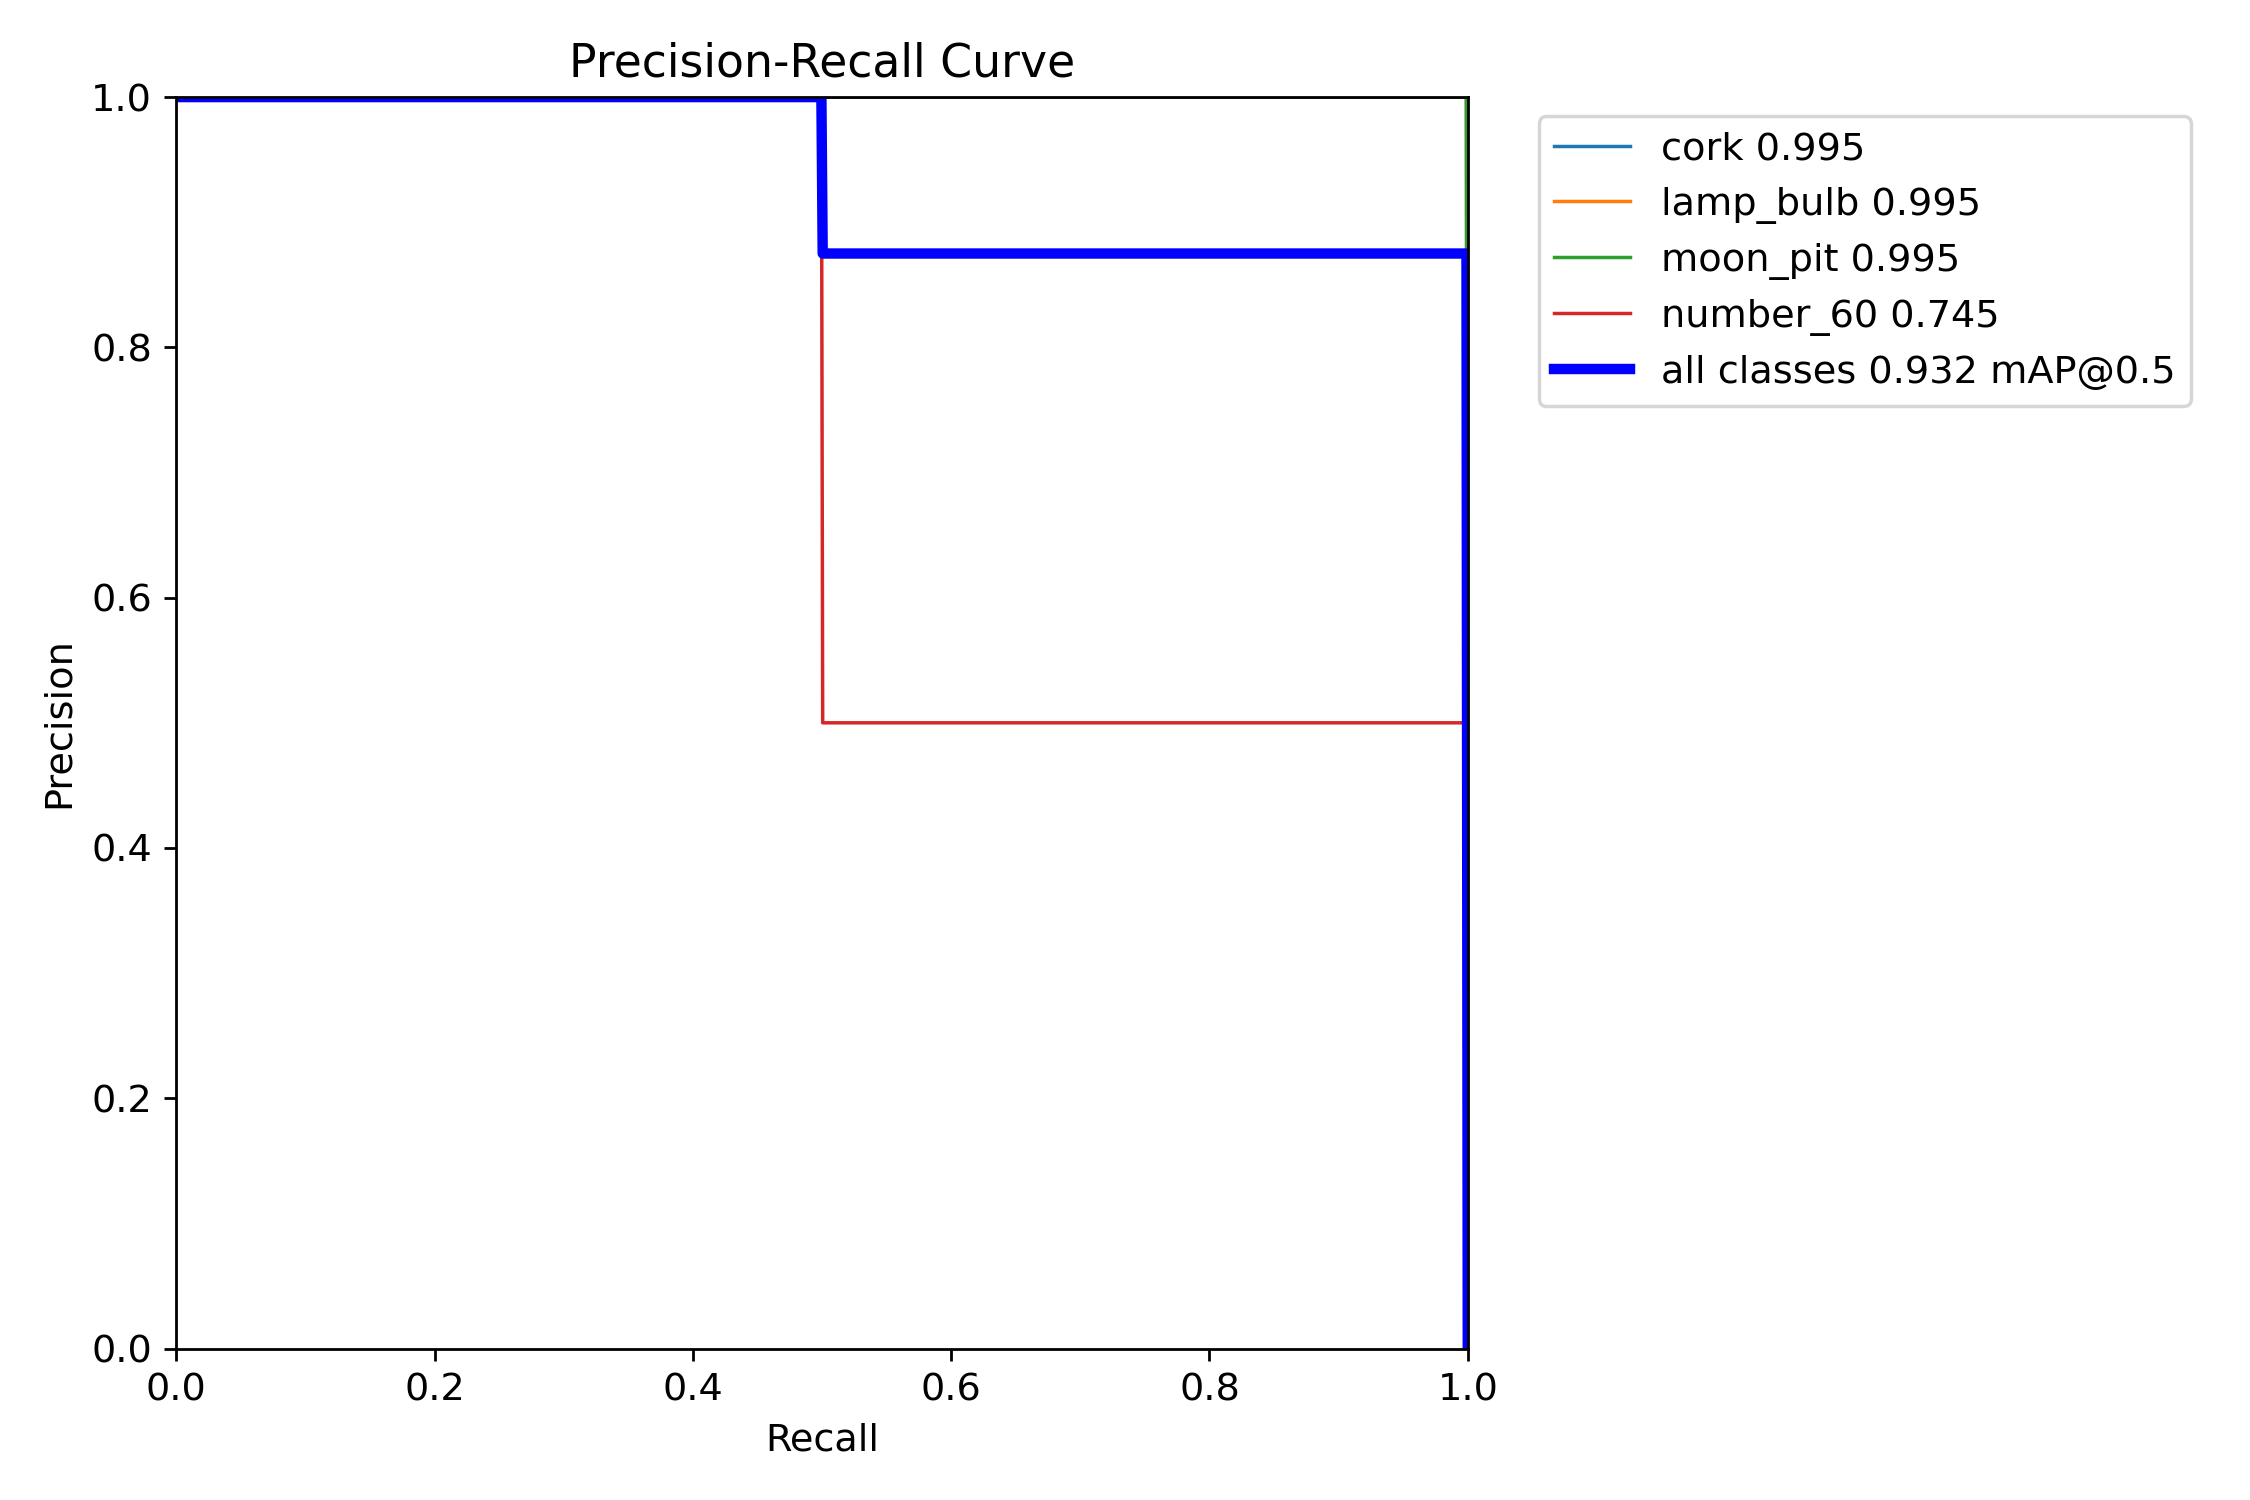 Precision-Recall Curve
1.0
0.8
0.6
0.4
0.2
0.0
Precision
0.0 0.2 0.4 0.6 0.8 1.0
Recall
cork 0.995
lamp_bulb 0.995
moon_pit 0.995
number_60 0.745
all classes 0.932 mAP@0.5